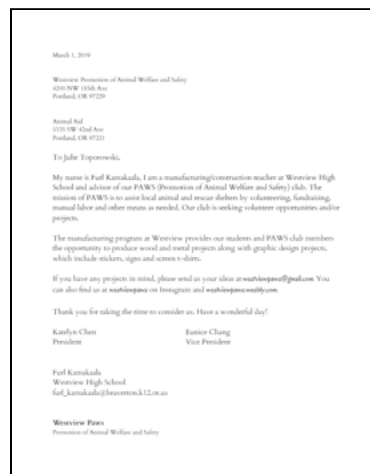 March 1, 2019
Westview Promotion of Animal Welfare and Safety
4200 NW 185th Ave
Portland, OR 97229
Animal Aid
5335 SW 42nd Ave
Portland, OR 97221
To Julie Toporowski,
My name is Furl Kamakaala, I am a manufacturing/construction teacher at Westview High
School and advisor of our PAWS (Promotion of Animal Welfare and Safety) club. The
mission of PAWS is to assist local animal and rescue shelters by volunteering, fundraising,
manual labor and other means as needed. Our club is seeking volunteer opportunities and/or
projects.
The manufacturing program at Westview provides our students and PAWS club members
the opportunity to produce wood and metal projects along with graphic design projects,
which include stickers, signs and screen t-shirts.
If you have any projects in mind, please send us your ideas at westviewpaws@gmail.com. You
can also find us at westviewpaws on Instagram and westviewpaws.weebly.com.
Thank you for taking the time to consider us. Have a wonderful day!
Katelyn Chen Eunice Chang
President Vice President
Furl Kamakaala
Westview High School
furl_kamakaala@beaverton.k12.or.us
Westview Paws
Promotion of Animal Welfare and Safety